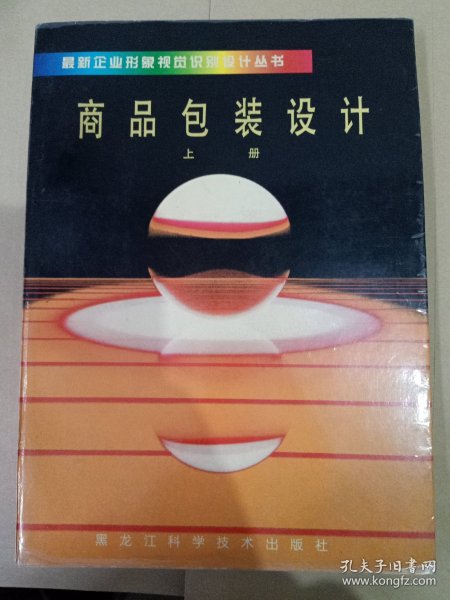 最新企业形象视觉识别设计丛书
商品包装设计
上册
黑龙江科学技术出版社
孔夫子旧书网
www.kongfz.com